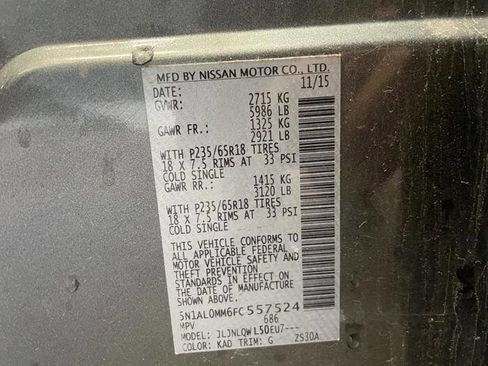 MFD BY NISSAN MOTOR CO., LTD.
DATE: 11/15
GVWR: 2715 KG
5986 LB
GAWR FR.: 1325 KG
2921 LB
WITH P235/65R18 TIRES
18 X 7.5 RIMS AT 33 PSI
COLD SINGLE
GAWR RR.: 1415 KG
3120 LB
WITH P235/65R18 TIRES
18 X 7.5 RIMS AT 33 PSI
COLD SINGLE
THIS VEHICLE CONFORMS TO
ALL APPLICABLE FEDERAL
MOTOR VEHICLE SAFETY AND
THEFT PREVENTION
STANDARDS IN EFFECT ON
THE DATE OF MANUFACTURE
SHOWN ABOVE.
5N1AL0MM6FC557524
MPV 686
MODEL: JLJNLQWL50EU7---
COLOR: KAD TRIM: G ZS30A